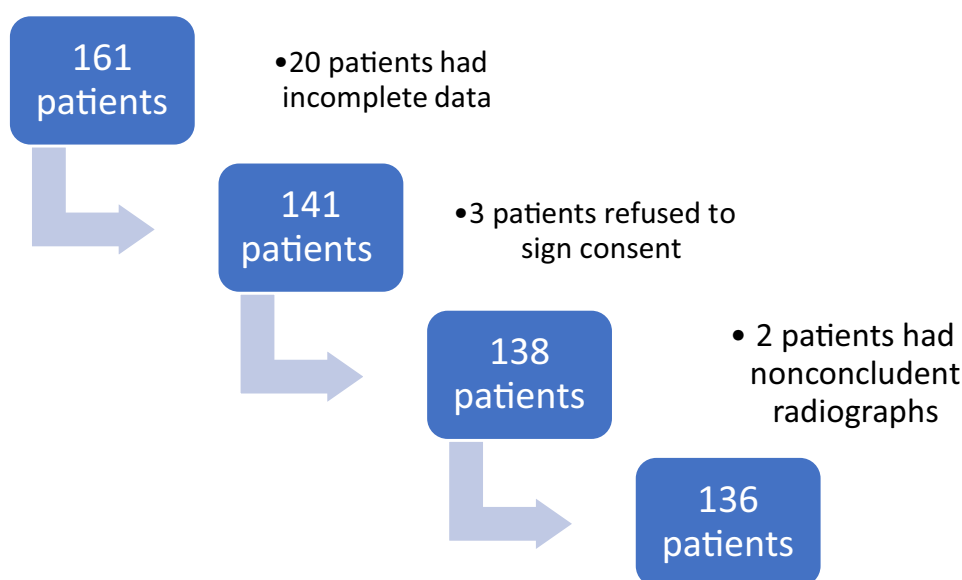 161
patients
•20 patients had
incomplete data
141
patients
•3 patients refused to
sign consent
138
patients
• 2 patients had
nonconcludent
radiographs
136
patients